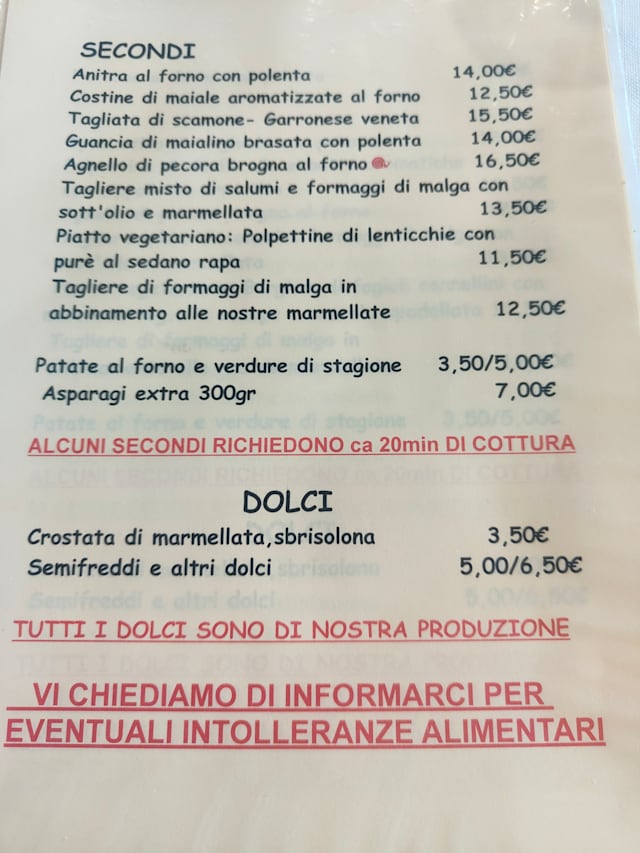 SECONDI
Anitra al forno con polenta 14,00€
Costine di maiale aromatizzate al forno 12,50€
Tagliata di scamone- Garronese veneta 15,50€
Guancia di maialino brasata con polenta 14,00€
Agnello di pecora brogna al forno 16,50€
Tagliere misto di salumi e formaggi di malga con
sott'olio e marmellata 13,50€
Piatto vegetariano: Polpettine di lenticchie con
purè al sedano rapa 11,50€
Tagliere di formaggi di malga in
abbinamento alle nostre marmellate 12,50€
Patate al forno e verdure di stagione 3,50/5,00€
Asparagi extra 300gr 7,00€
ALCUNI SECONDI RICHIEDONO ca 20min DI COTTURA
DOLCI
Crostata di marmellata,sbrisolona 3,50€
Semifreddi e altri dolci 5,00/6,50€
TUTTI I DOLCI SONO DI NOSTRA PRODUZIONE
VI CHIEDIAMO DI INFORMARCI PER
EVENTUALI INTOLLERANZE ALIMENTARI